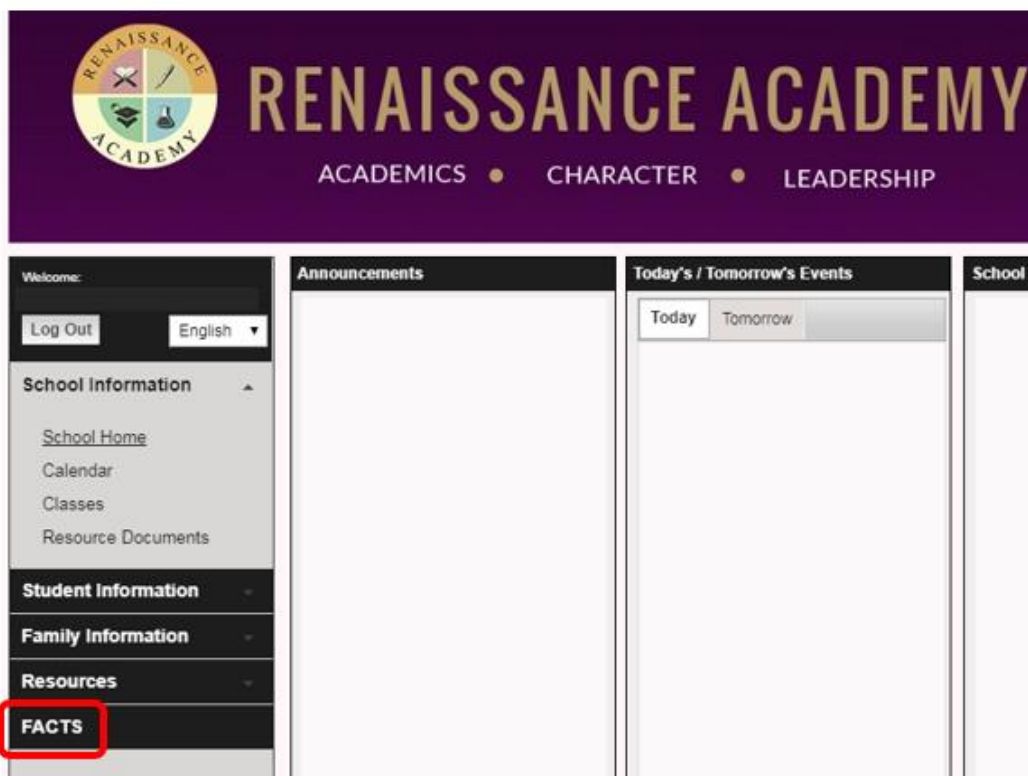 RENAISSANCE
ACADEMY
RENAISSANCE ACADEMY
ACADEMICS • CHARACTER • LEADERSHIP
Welcome:
Log Out
English
School Information
School Home
Calendar
Classes
Resource Documents
Student Information
Family Information
Resources
FACTS
Announcements
Today's / Tomorrow's Events
Today Tomorrow
School